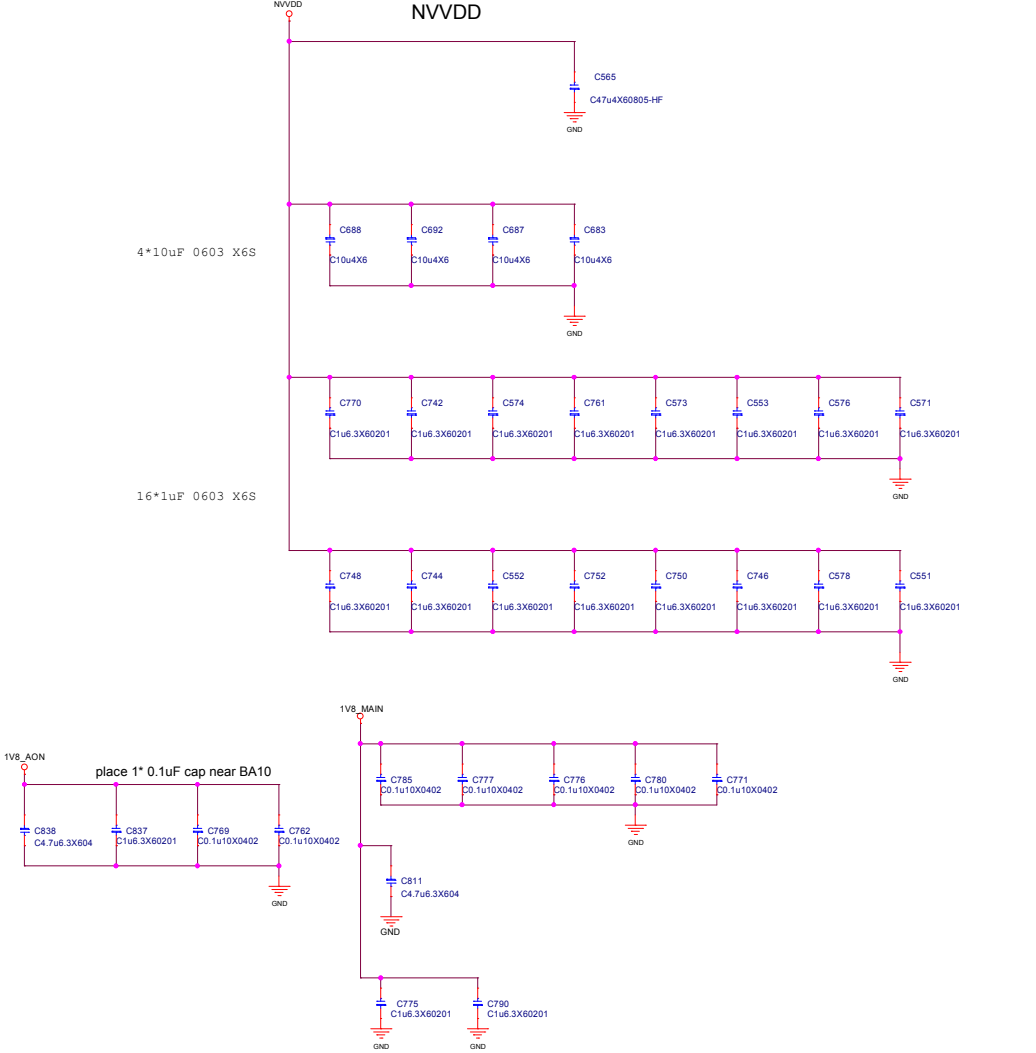 NVVDD
NVVDD
C565
C47u4X60805-HF
GND
4*10uF 0603 X6S
C688 C692 C687 C683
C10u4X6 C10u4X6 C10u4X6 C10u4X6
GND
C770 C742 C574 C761 C573 C553 C576 C571
C1u6.3X60201 C1u6.3X60201 C1u6.3X60201 C1u6.3X60201 C1u6.3X60201 C1u6.3X60201 C1u6.3X60201 C1u6.3X60201
GND
16*1uF 0603 X6S
C748 C744 C552 C752 C750 C746 C578 C551
C1u6.3X60201 C1u6.3X60201 C1u6.3X60201 C1u6.3X60201 C1u6.3X60201 C1u6.3X60201 C1u6.3X60201 C1u6.3X60201
GND
1V8_AON
place 1* 0.1uF cap near BA10
C838 C837 C769 C762
C4.7u6.3X604 C1u6.3X60201 C0.1u10X0402 C0.1u10X0402
GND
1V8_MAIN
C785 C777 C776 C780 C771
C0.1u10X0402 C0.1u10X0402 C0.1u10X0402 C0.1u10X0402 C0.1u10X0402
GND
C811
C4.7u6.3X604
GND
C775 C790
C1u6.3X60201 C1u6.3X60201
GND GND